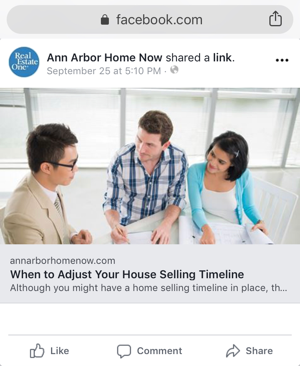 facebook.com
Real
Estate
One
Ann Arbor Home Now shared a link.
September 25 at 5:10 PM ·
annarborhomenow.com
When to Adjust Your House Selling Timeline
Although you might have a home selling timeline in place, th...
Like
Comment
Share